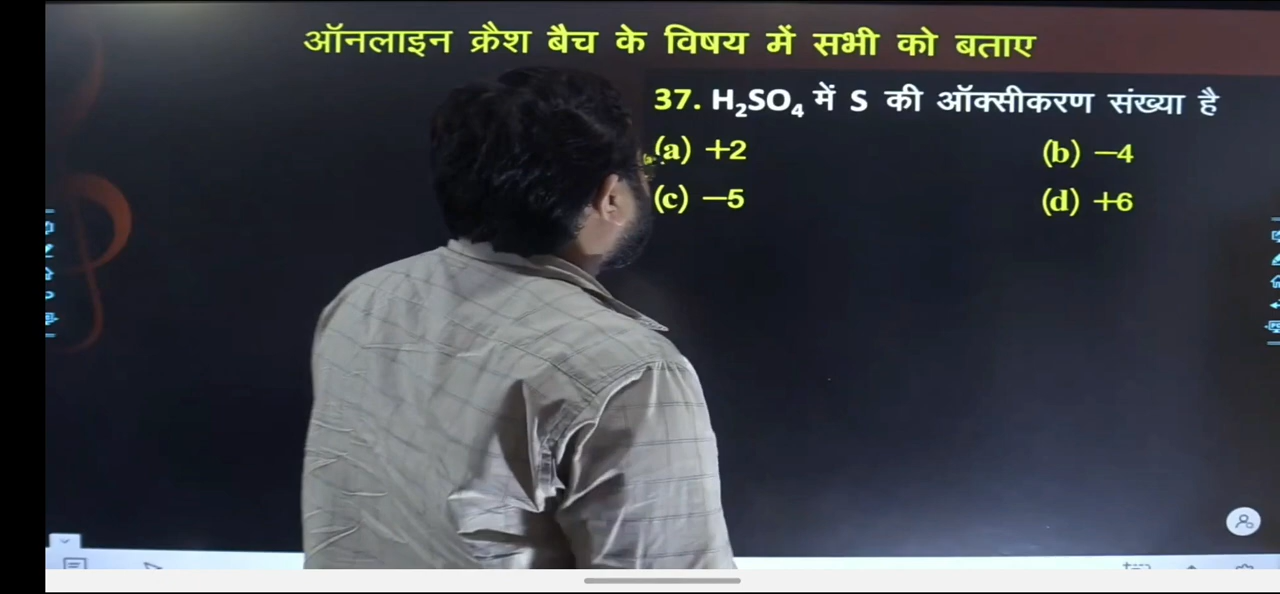 ऑनलाइन क्रैश बैच के विषय में सभी को बताए
37. H₂SO₄ में S की ऑक्सीकरण संख्या है
(a) +2 (b) −4
(c) −5 (d) +6